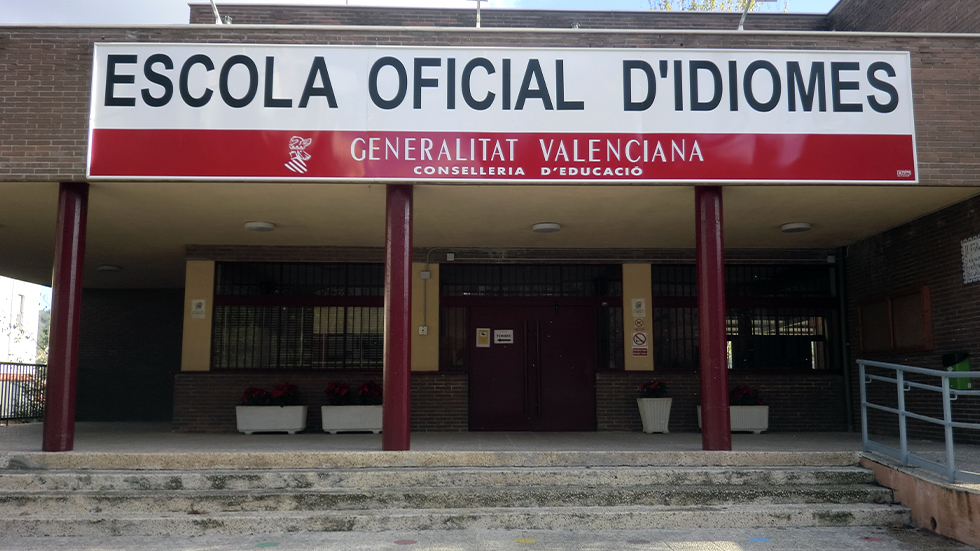 ESCOLA OFICIAL D'IDIOMES
GENERALITAT VALENCIANA
CONSELLERIA D'EDUCACIÓ